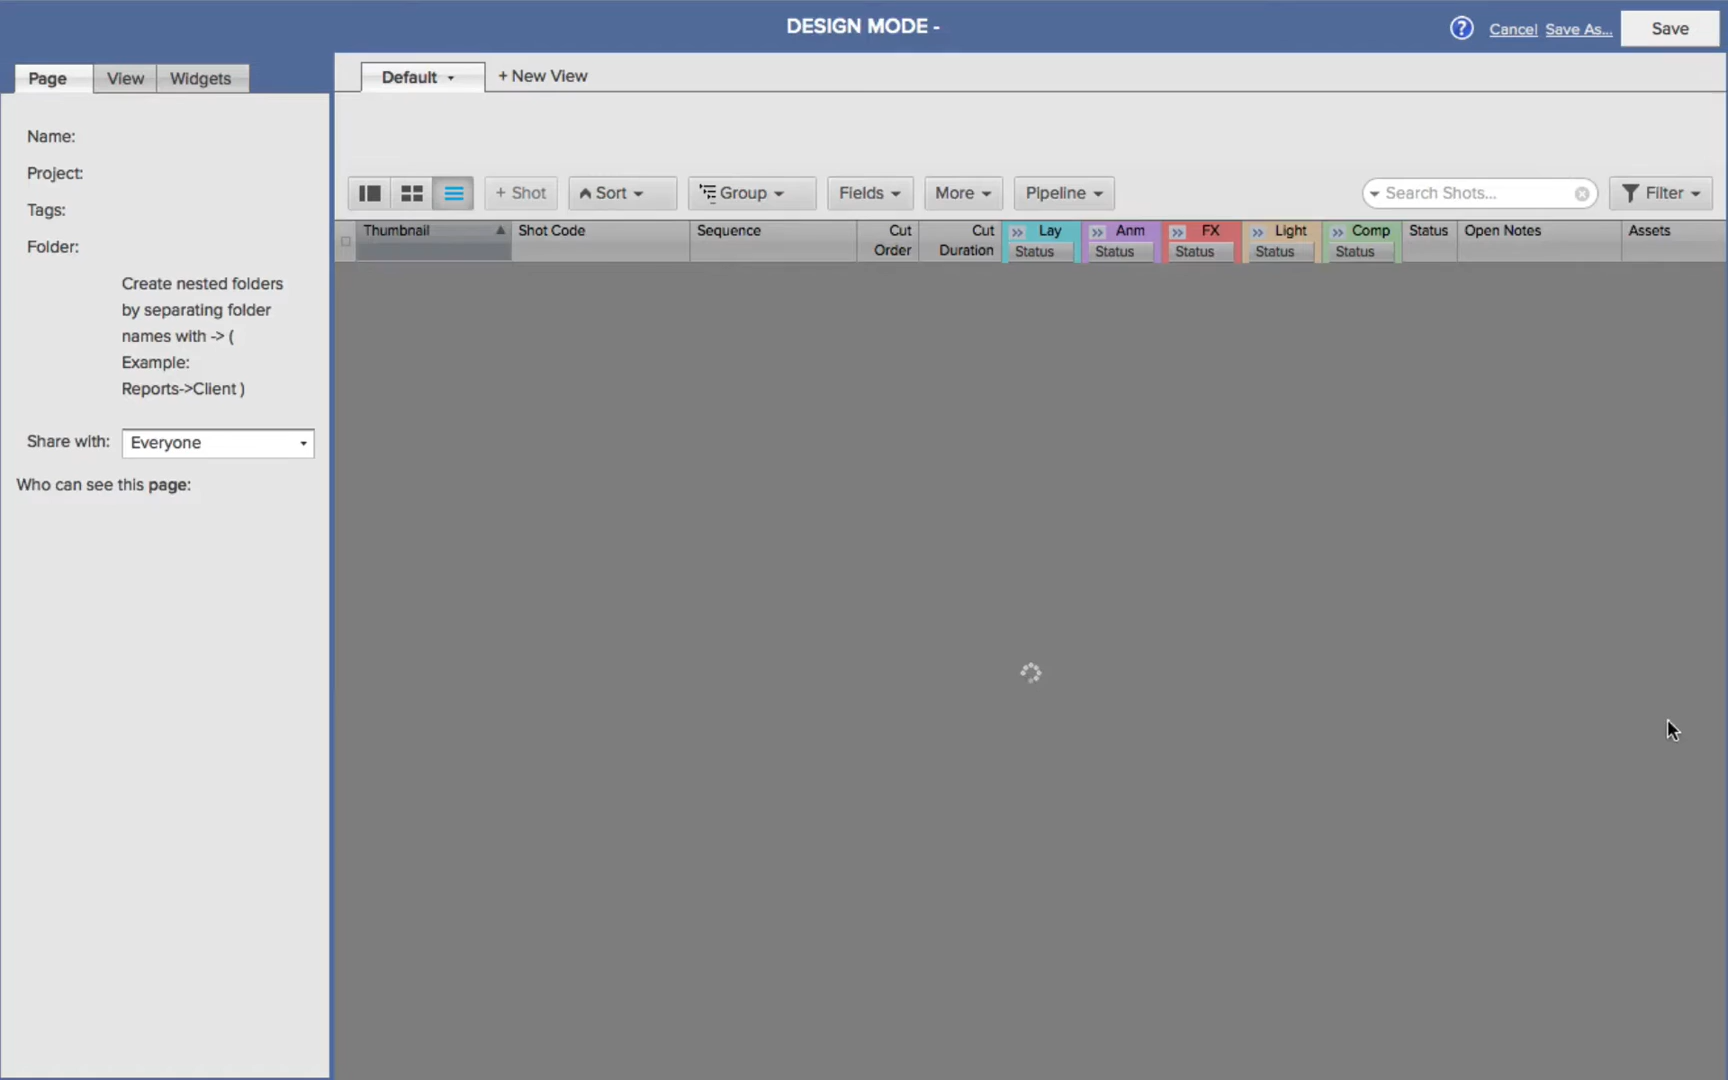 DESIGN MODE -
? Cancel Save As... Save
Page View Widgets
Default + New View
Name:
Project:
Tags:
Folder:
Create nested folders
by separating folder
names with -> (
Example:
Reports->Client )
Share with: Everyone
Who can see this page:
+ Shot Sort Group Fields More Pipeline Search Shots... Filter
Thumbnail Shot Code Sequence Cut Order Cut Duration Lay Status Anm Status FX Status Light Status Comp Status Status Open Notes Assets